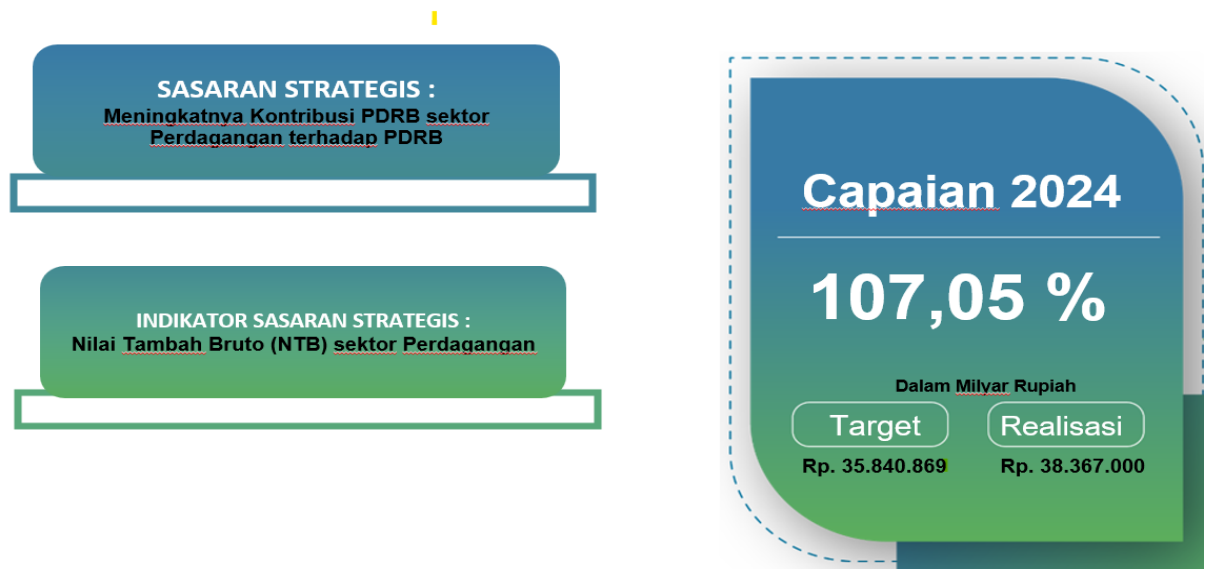 SASARAN STRATEGIS :
Meningkatnya Kontribusi PDRB sektor
Perdagangan terhadap PDRB
INDIKATOR SASARAN STRATEGIS :
Nilai Tambah Bruto (NTB) sektor Perdagangan
Capaian 2024
107,05 %
Dalam Milyar Rupiah
Target Realisasi
Rp. 35.840.869 Rp. 38.367.000